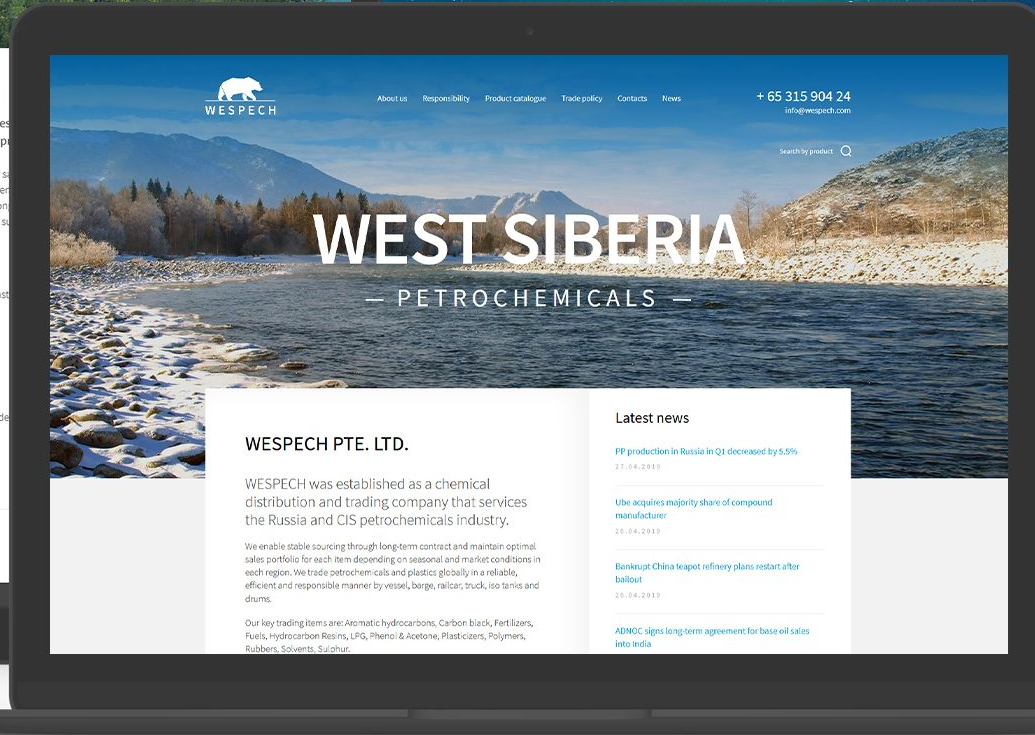 WESPECH
About us Responsibility Product catalogue Trade policy Contacts News
+ 65 315 904 24
info@wespech.com
Search by product
WEST SIBERIA
— PETROCHEMICALS —
WESPECH PTE. LTD.
WESPECH was established as a chemical
distribution and trading company that services
the Russia and CIS petrochemicals industry.
We enable stable sourcing through long-term contract and maintain optimal
sales portfolio for each item depending on seasonal and market conditions in
each region. We trade petrochemicals and plastics globally in a reliable,
efficient and responsible manner by vessel, barge, railcar, truck, iso tanks and
drums.
Our key trading items are: Aromatic hydrocarbons, Carbon black, Fertilizers,
Fuels, Hydrocarbon Resins, LPG, Phenol & Acetone, Plasticizers, Polymers,
Rubbers, Solvents, Sulphur.
Latest news
PP production in Russia in Q1 decreased by 5.5%
27.04.2019
Ube acquires majority share of compound
manufacturer
26.04.2019
Bankrupt China teapot refinery plans restart after
bailout
26.04.2019
ADNOC signs long-term agreement for base oil sales
into India